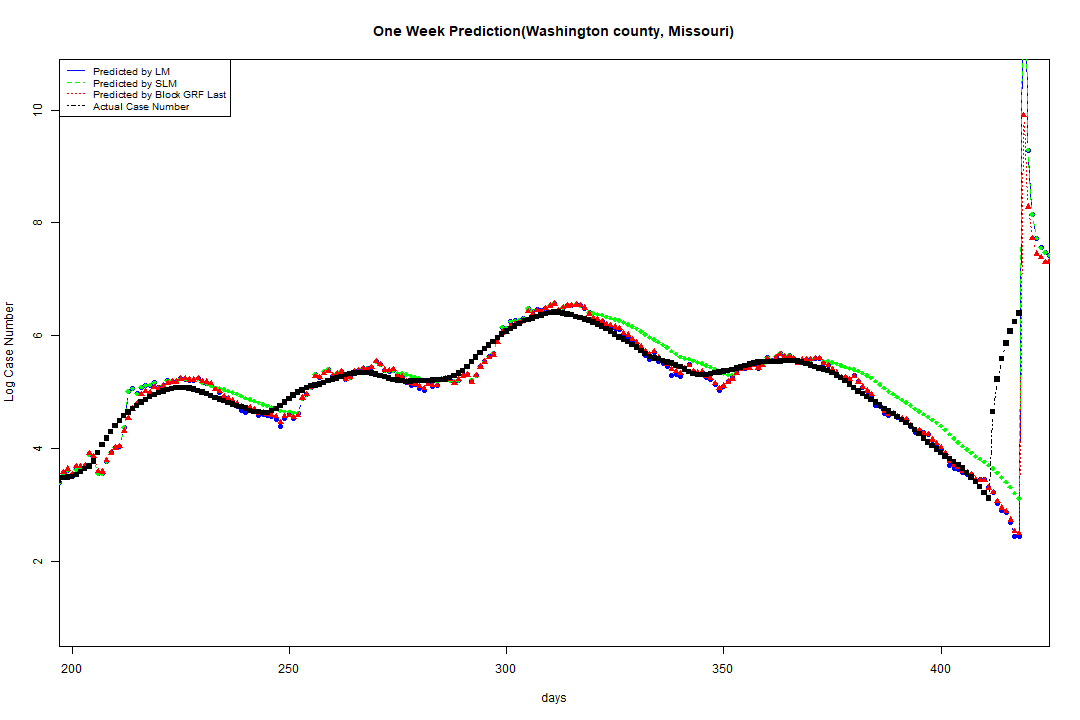 One Week Prediction(Washington county, Missouri)
Predicted by LM
Predicted by SLM
Predicted by Block GRF Last
Actual Case Number
10
8
6
4
2
Log Case Number
200 250 300 350 400
days